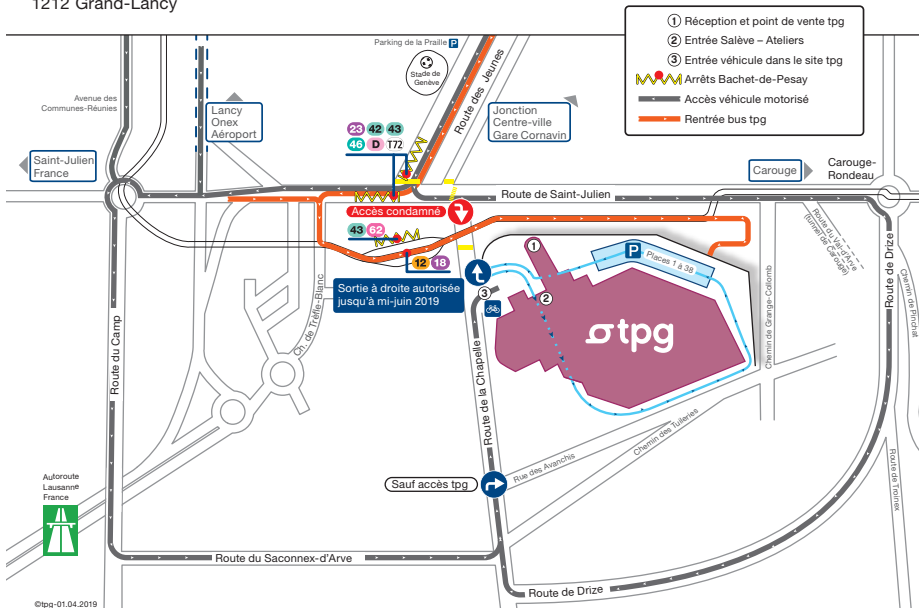 1212 Grand-Lancy
1 Réception et point de vente tpg
2 Entrée Salève – Ateliers
3 Entrée véhicule dans le site tpg
Arrêts Bachet-de-Pesay
Accès véhicule motorisé
Rentrée bus tpg
Parking de la Praille P
Stade de
Genève
Route des Jeunes
Avenue des
Communes-Réunies
Lancy
Onex
Aéroport
Jonction
Centre-ville
Gare Cornavin
23 42 43
46 D T72
Saint-Julien
France
Carouge
Carouge-
Rondeau
Route de Saint-Julien
Accès condamné
43 62
12 18
Sortie à droite autorisée
jusqu'à mi-juin 2019
1
P
Places 1 à 38
2
3
tpg
Route du Val-d'Arve
(tunnel de Carouge)
Route de Drize
Chemin de Pinchat
Chemin de Grange-Collomb
Ch. de Trèfle-Blanc
Route du Camp
Route de la Chapelle
Chemin des Tuileries
Rue des Avanchis
Sauf accès tpg
Route de Troinex
Autoroute
Lausanne
France
Route du Saconnex-d'Arve
Route de Drize
©tpg-01.04.2019